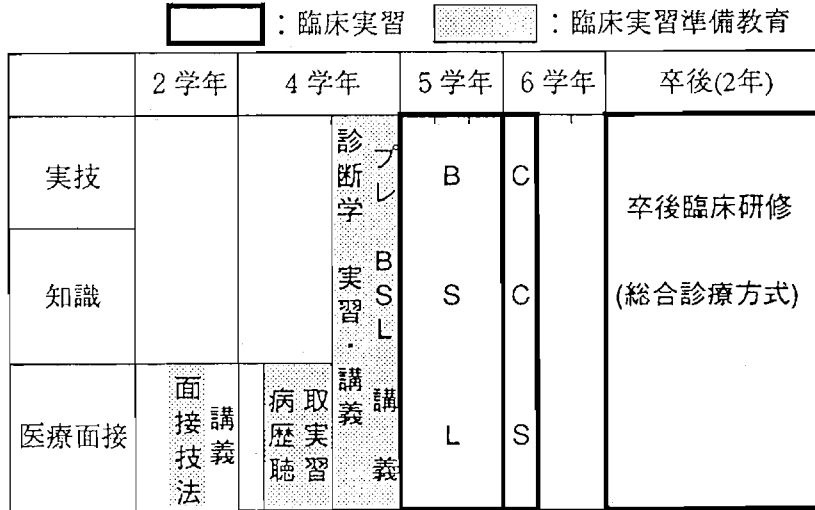 ：臨床実習
：臨床実習準備教育
2学年
4学年
5学年
6学年
卒後(2年)
実技
知識
医療面接
面接技法
講義
病歴聴
取実習
診断学 実習・講義
プレ BSL 講義
BSL
CCS
卒後臨床研修
(総合診療方式)